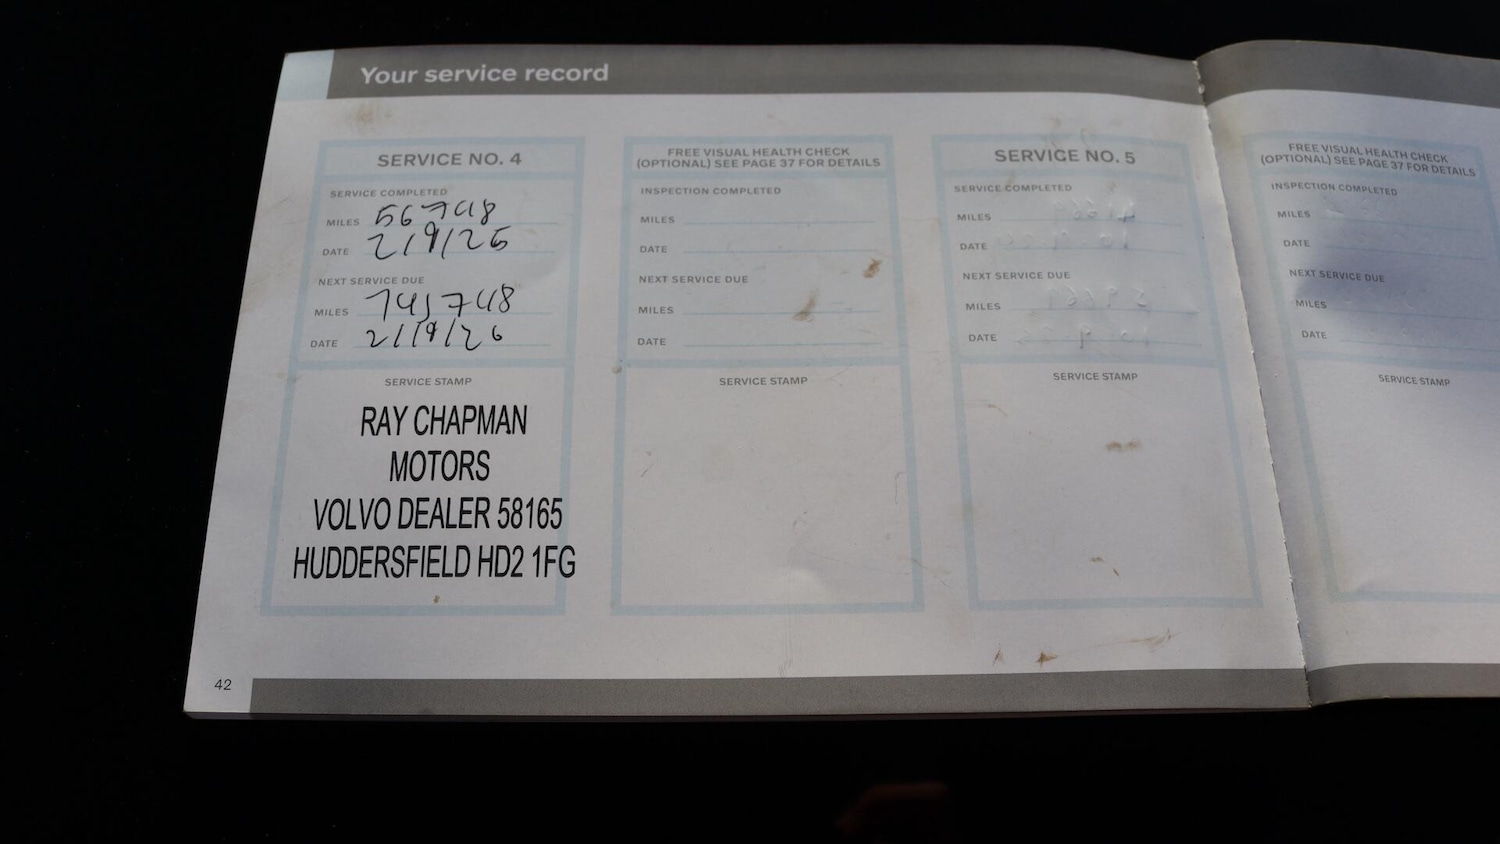 Your service record
SERVICE NO. 4
SERVICE COMPLETED
MILES 56748
DATE 2/9/25
NEXT SERVICE DUE
MILES 748
DATE 2/9/26
SERVICE STAMP
RAY CHAPMAN
MOTORS
VOLVO DEALER 58165
HUDDERSFIELD HD2 1FG
FREE VISUAL HEALTH CHECK
(OPTIONAL) SEE PAGE 37 FOR DETAILS
INSPECTION COMPLETED
MILES
DATE
NEXT SERVICE DUE
MILES
DATE
SERVICE STAMP
SERVICE NO. 5
SERVICE COMPLETED
MILES
DATE
NEXT SERVICE DUE
MILES
DATE
SERVICE STAMP
FREE VISUAL HEALTH CHECK
(OPTIONAL) SEE PAGE 37 FOR DETAILS
INSPECTION COMPLETED
MILES
DATE
NEXT SERVICE DUE
MILES
DATE
SERVICE STAMP
42